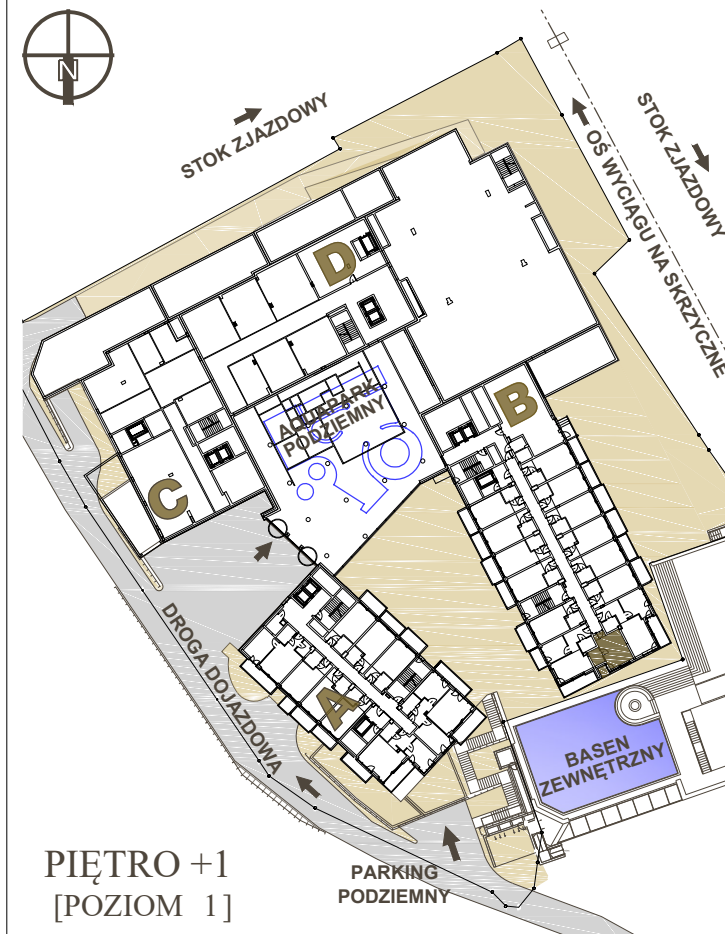 N
STOK ZJAZDOWY
STOK ZJAZDOWY
OŚ WYCIĄGU NA SKRZYCZNE
D
AQUAPARK
PODZIEMNY
B
C
DROGA DOJAZDOWA
A
BASEN
ZEWNĘTRZNY
PIĘTRO +1
[POZIOM 1]
PARKING
PODZIEMNY